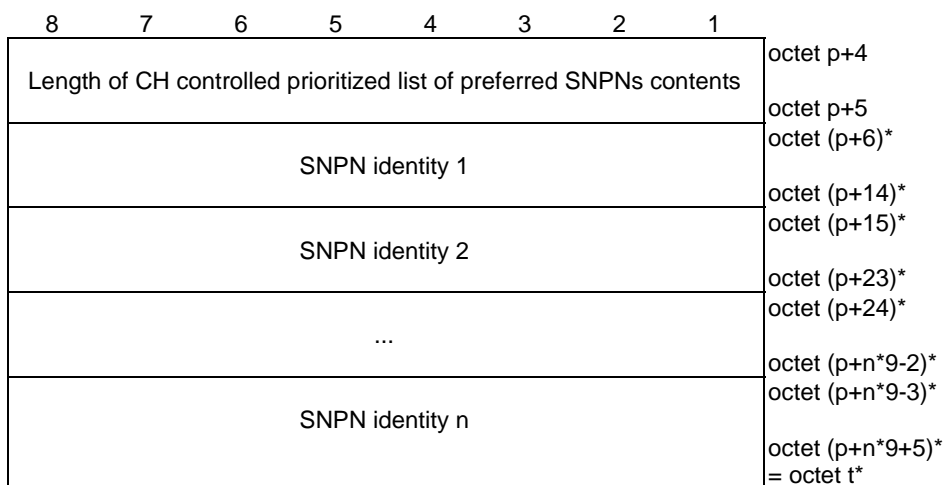 8 7 6 5 4 3 2 1
octet p+4
Length of CH controlled prioritized list of preferred SNPNs contents
octet p+5
octet (p+6)*
SNPN identity 1
octet (p+14)*
octet (p+15)*
SNPN identity 2
octet (p+23)*
octet (p+24)*
...
octet (p+n*9-2)*
octet (p+n*9-3)*
SNPN identity n
octet (p+n*9+5)*
= octet t*